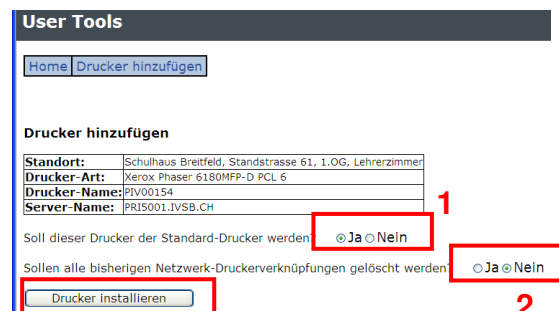 User Tools
Home Drucker hinzufügen
Drucker hinzufügen
Standort: Schulhaus Breitfeld, Standstrasse 61, 1.OG, Lehrerzimmer
Drucker-Art: Xerox Phaser 6180MFP-D PCL 6
Drucker-Name: PIV00154
Server-Name: PRI5001.IVSB.CH
1
Soll dieser Drucker der Standard-Drucker werden? Ja Nein
Sollen alle bisherigen Netzwerk-Druckerverknüpfungen gelöscht werden? Ja Nein
Drucker installieren
2